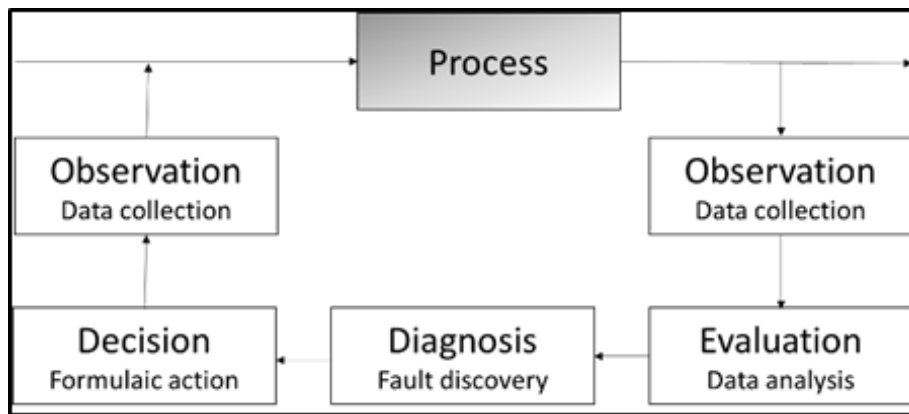 Process
Observation
Data collection
Observation
Data collection
Decision
Formulaic action
Diagnosis
Fault discovery
Evaluation
Data analysis